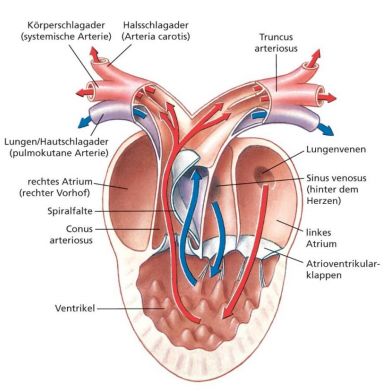 Körperschlagader
(systemische Arterie)
Halsschlagader
(Arteria carotis)
Truncus
arteriosus
Lungen/Hautschlagader
(pulmokutane Arterie)
Lungenvenen
rechtes Atrium
(rechter Vorhof)
Sinus venosus
(hinter dem
Herzen)
Spiralfalte
Conus
arteriosus
linkes
Atrium
Atrioventrikular-
klappen
Ventrikel